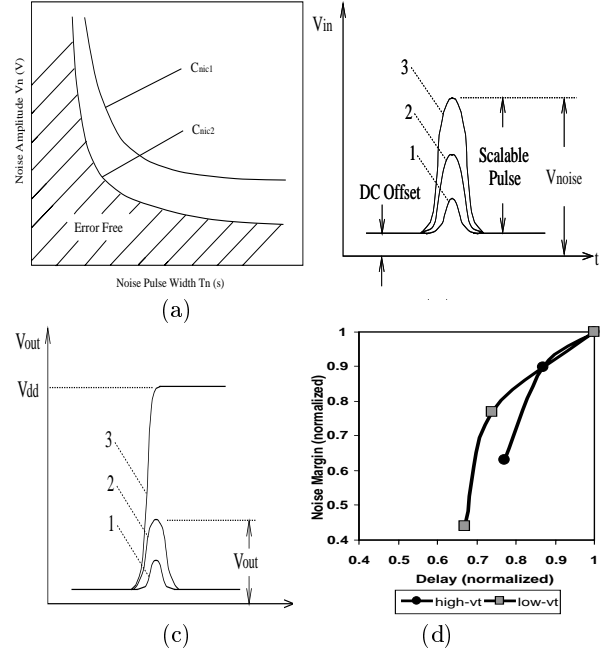 Noise Amplitude Vn (V)
Cnic1
Cnic2
Error Free
Noise Pulse Width Tn (s)
(a)
Vin
3
2
1
DC Offset
Scalable
Pulse
Vnoise
t
Vout
Vdd
3
2
1
Vout
(c)
Noise Margin (normalized)
1
0.9
0.8
0.7
0.6
0.5
0.4
0.4 0.5 0.6 0.7 0.8 0.9 1
Delay (normalized)
high-vt low-vt
(d)